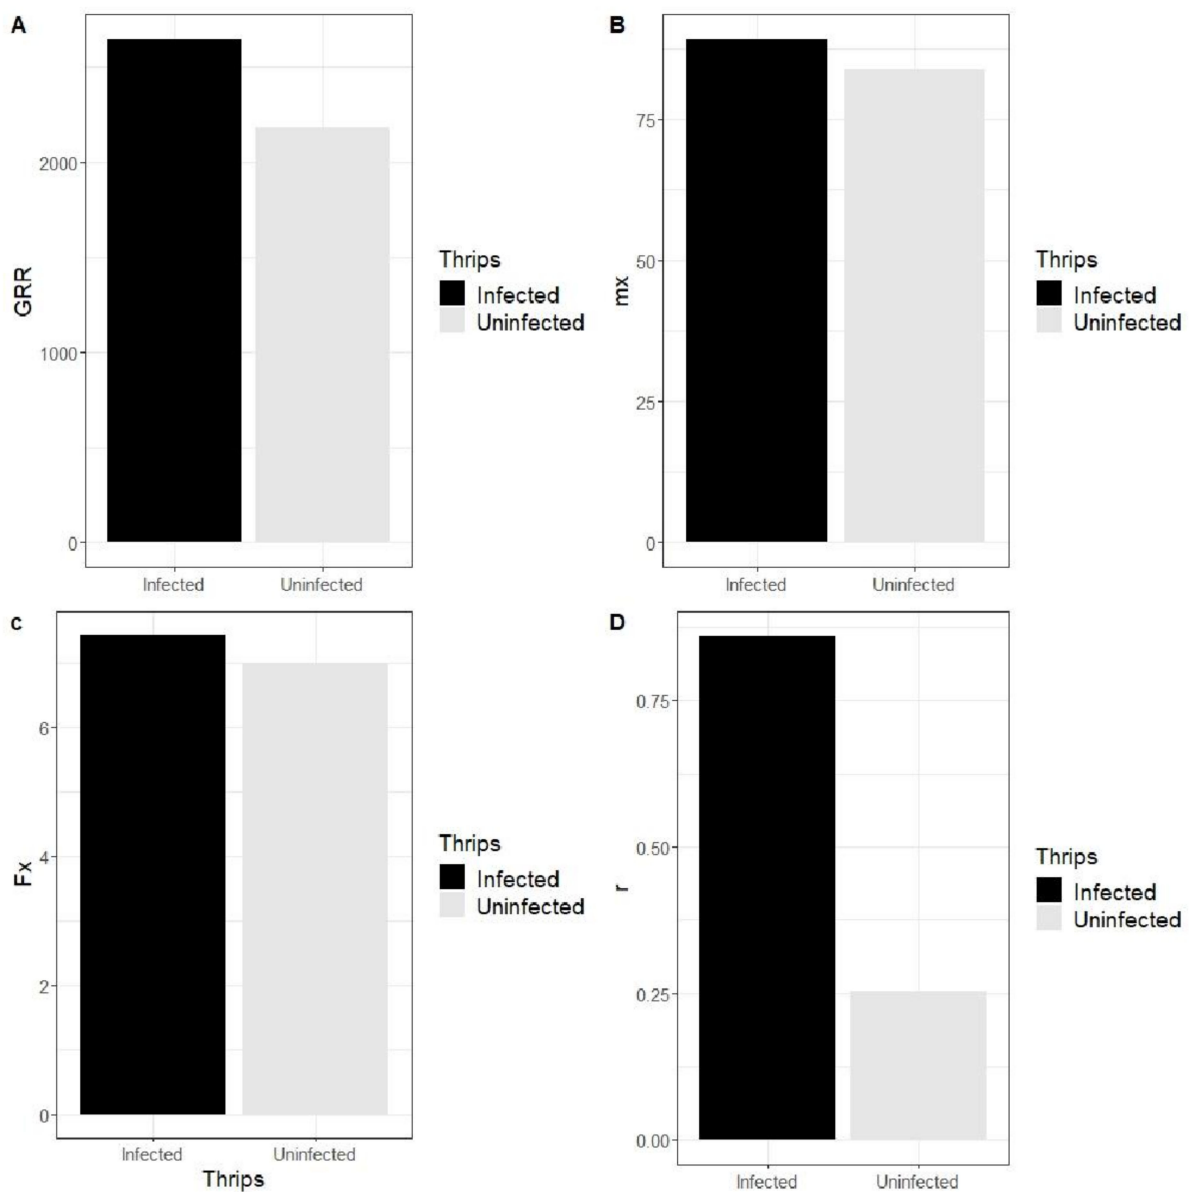 A
GRR
2000
1000
0
Infected
Uninfected
Thrips
Infected
Uninfected
B
mx
75
50
25
0
Infected
Uninfected
Thrips
Infected
Uninfected
c
Fx
6
4
2
0
Infected
Uninfected
Thrips
Thrips
Infected
Uninfected
D
r
0.75
0.50
0.25
0.00
Infected
Uninfected
Thrips
Infected
Uninfected